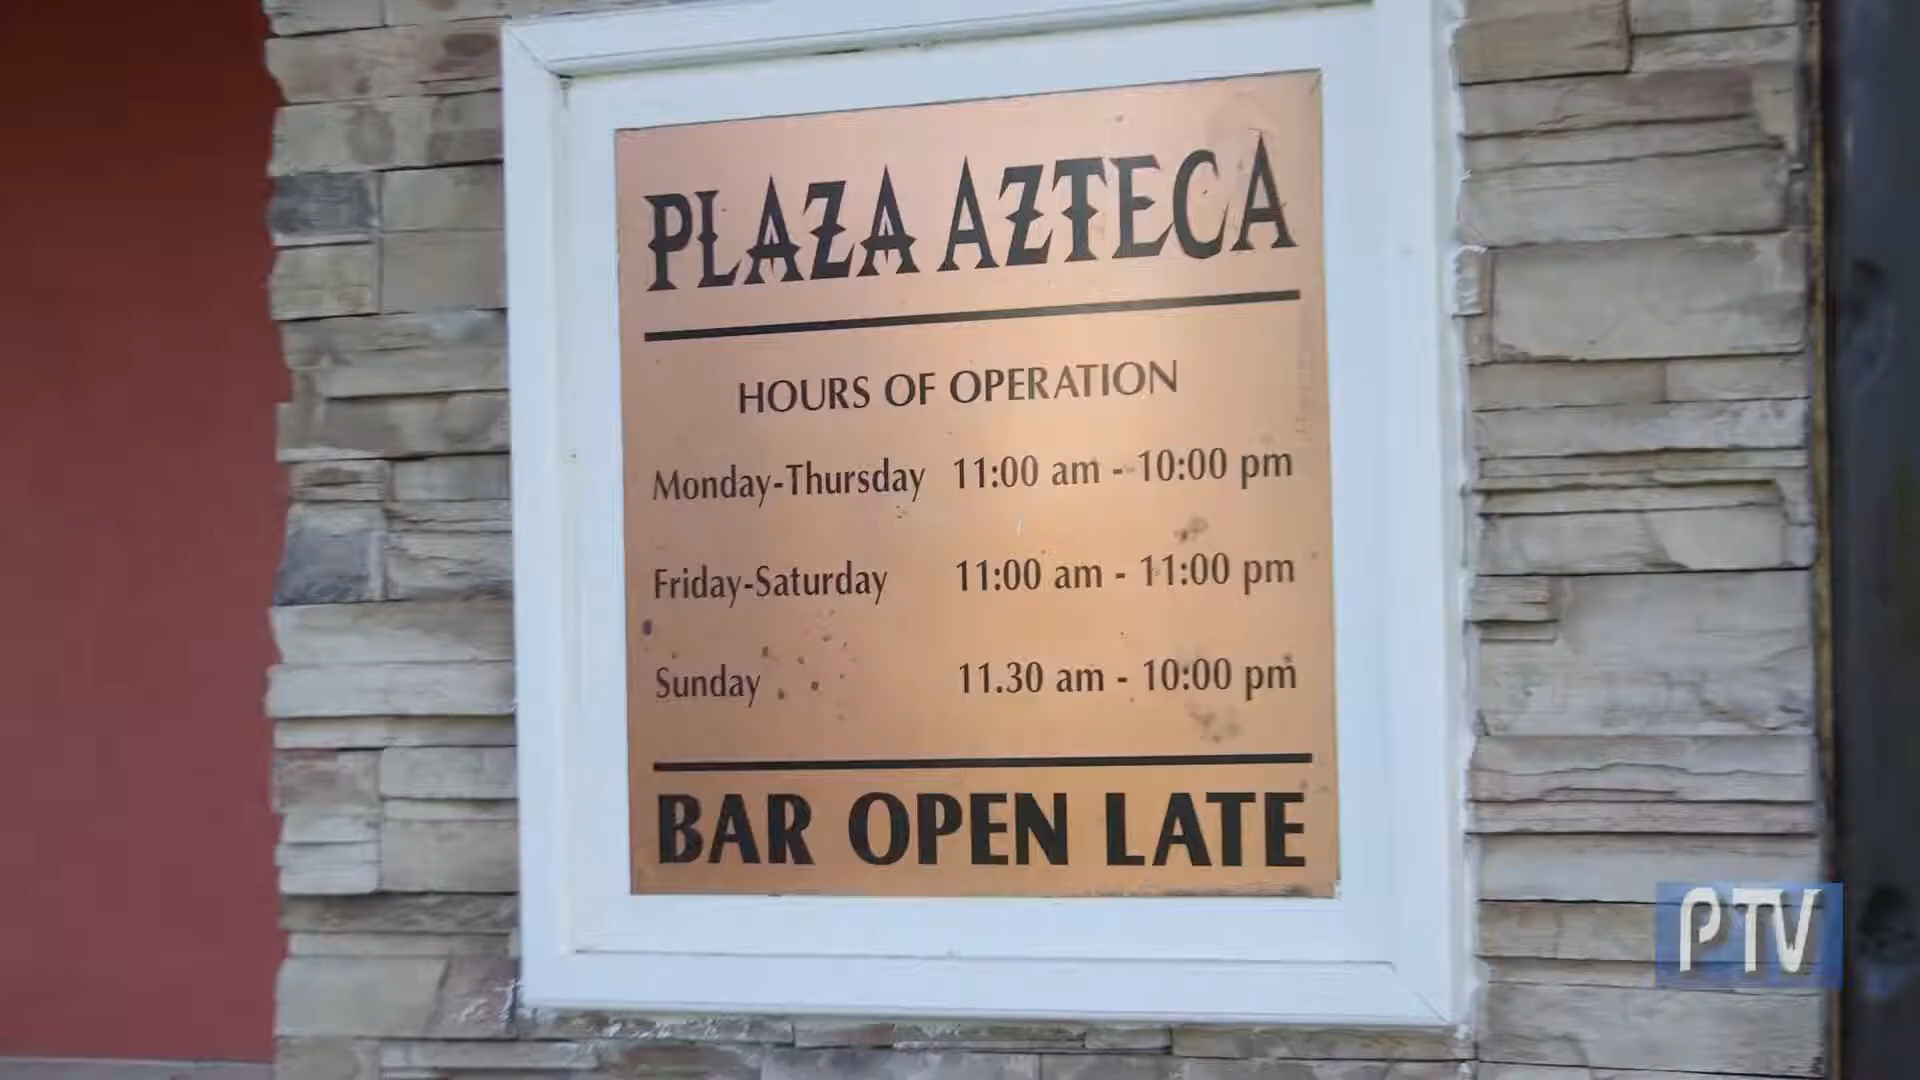 PLAZA AZTECA
HOURS OF OPERATION
Monday-Thursday 11:00 am - 10:00 pm
Friday-Saturday 11:00 am - 11:00 pm
Sunday 11.30 am - 10:00 pm
BAR OPEN LATE
PTV